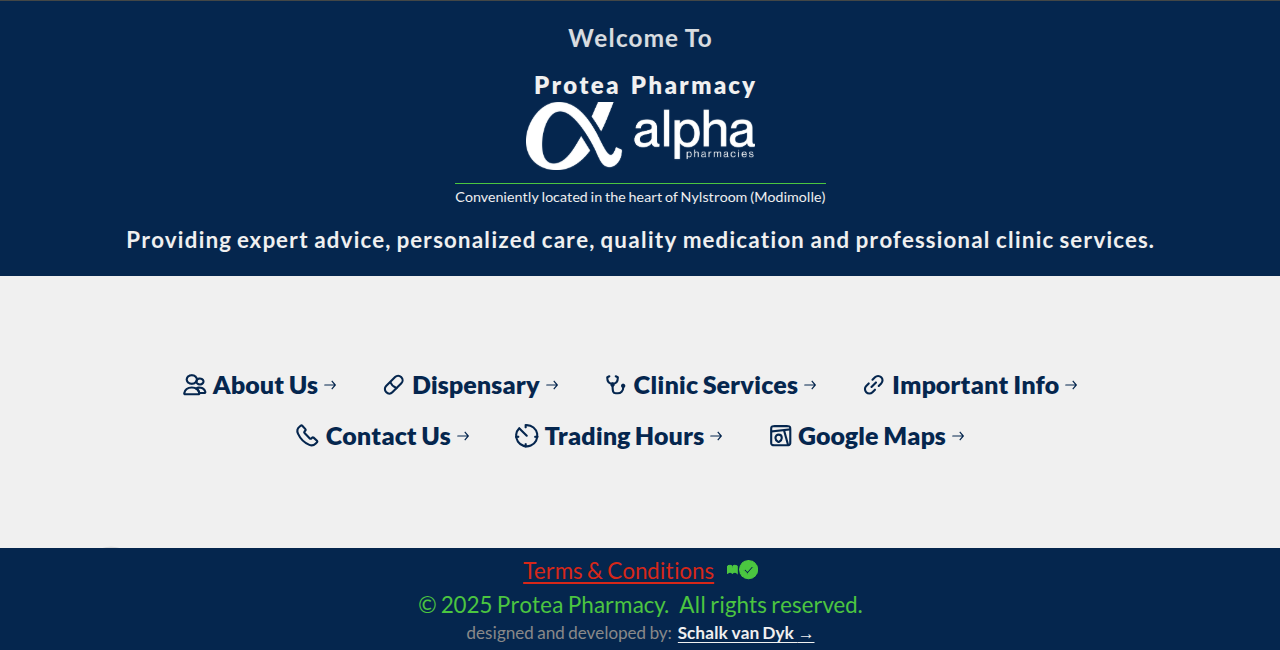 Welcome To
Protea Pharmacy
alpha
pharmacies
Conveniently located in the heart of Nylstroom (Modimolle)
Providing expert advice, personalized care, quality medication and professional clinic services.
About Us → Dispensary → Clinic Services → Important Info →
Contact Us → Trading Hours → Google Maps →
Terms & Conditions
© 2025 Protea Pharmacy. All rights reserved.
designed and developed by: Schalk van Dyk →